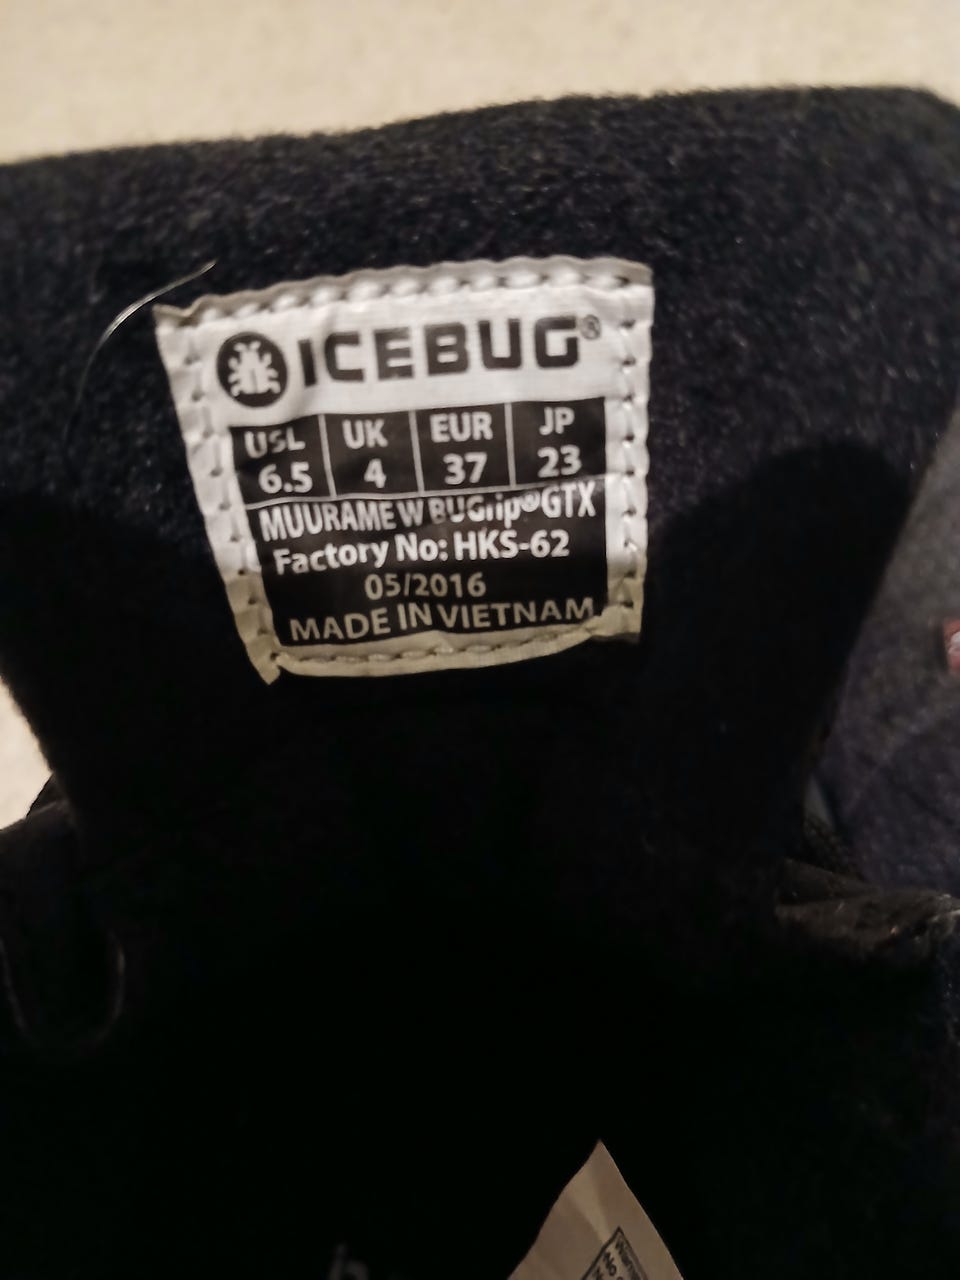 ICEBUG®
USL UK EUR JP
6.5 4 37 23
MUURAME W BUGrip®GTX
Factory No: HKS-62
05/2016
MADE IN VIETNAM
No